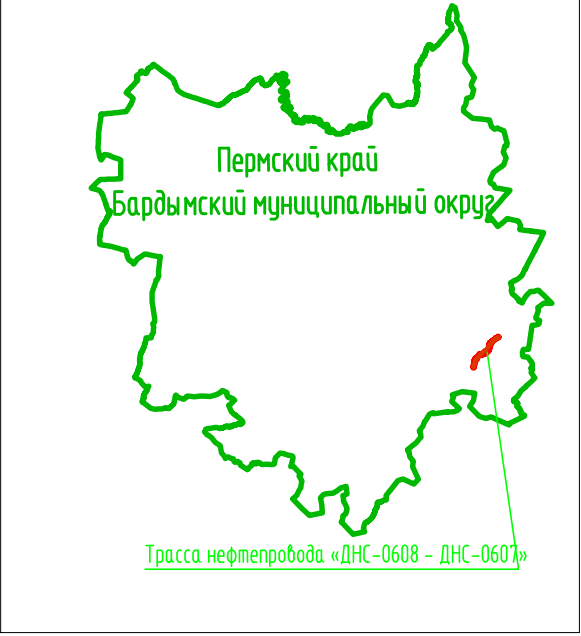 Пермский край
Бардымский муниципальный округ
Трасса нефтепровода «ДНС-0608 - ДНС-0607»